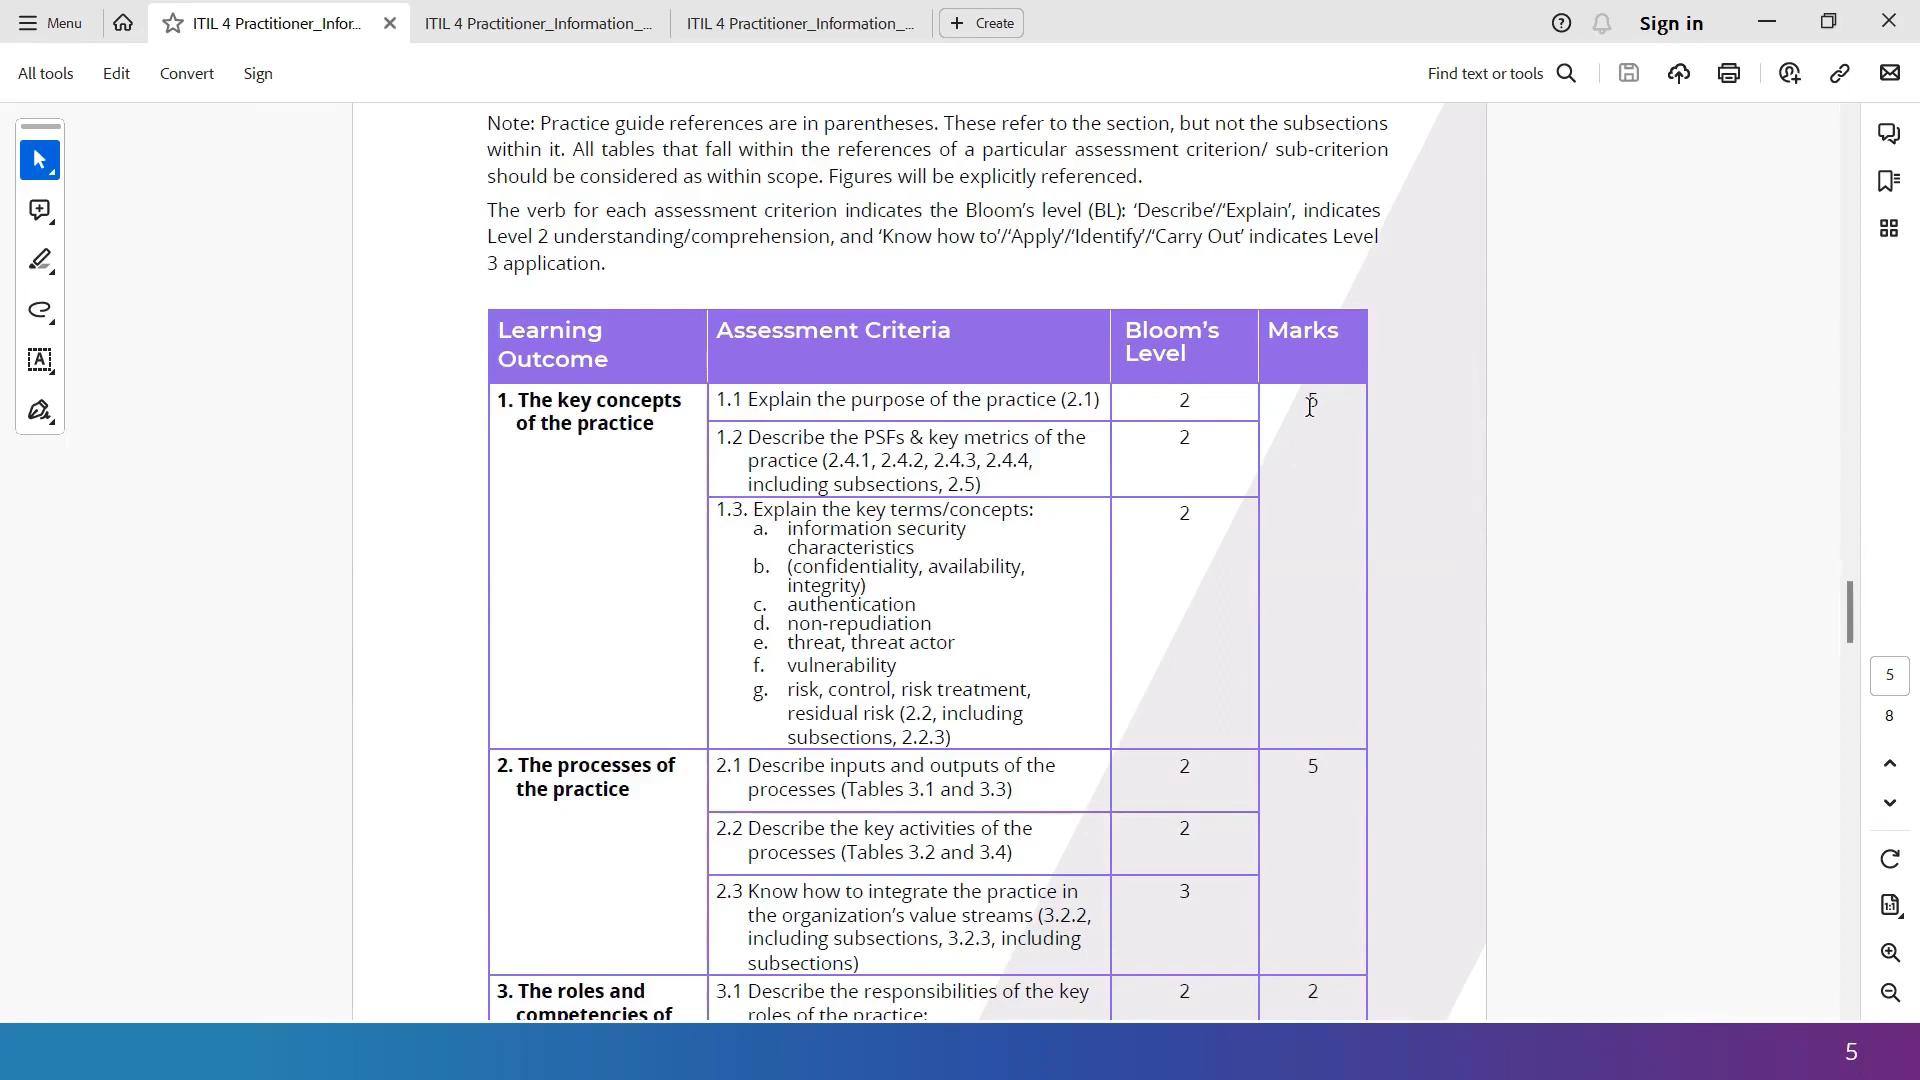 Menu
ITIL 4 Practitioner_Infor...
ITIL 4 Practitioner_Information_...
ITIL 4 Practitioner_Information_...
Create
Sign in
All tools
Edit
Convert
Sign
Find text or tools
Note: Practice guide references are in parentheses. These refer to the section, but not the subsections
within it. All tables that fall within the references of a particular assessment criterion/ sub-criterion
should be considered as within scope. Figures will be explicitly referenced.
The verb for each assessment criterion indicates the Bloom’s level (BL): ‘Describe’/‘Explain’, indicates
Level 2 understanding/comprehension, and ‘Know how to’/‘Apply’/‘Identify’/‘Carry Out’ indicates Level
3 application.
Learning
Outcome
Assessment Criteria
Bloom’s
Level
Marks
1. The key concepts
of the practice
1.1 Explain the purpose of the practice (2.1)
2
5
1.2 Describe the PSFs & key metrics of the
practice (2.4.1, 2.4.2, 2.4.3, 2.4.4,
including subsections, 2.5)
2
1.3. Explain the key terms/concepts:
a. information security
characteristics
b. (confidentiality, availability,
integrity)
c. authentication
d. non-repudiation
e. threat, threat actor
f. vulnerability
g. risk, control, risk treatment,
residual risk (2.2, including
subsections, 2.2.3)
2
2. The processes of
the practice
2.1 Describe inputs and outputs of the
processes (Tables 3.1 and 3.3)
2
5
2.2 Describe the key activities of the
processes (Tables 3.2 and 3.4)
2
2.3 Know how to integrate the practice in
the organization’s value streams (3.2.2,
including subsections, 3.2.3, including
subsections)
3
3. The roles and
competencies of
3.1 Describe the responsibilities of the key
roles of the practice:
2
2
5
8
5